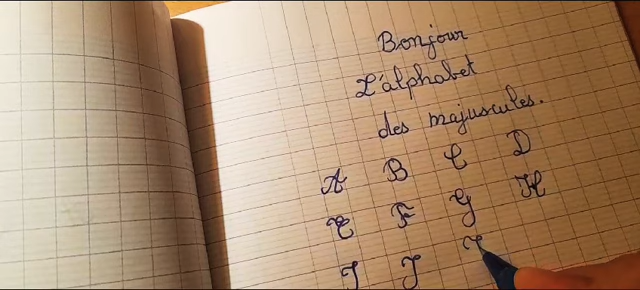 Bonjour
L'alphabet
des majuscules.
A B C D
E F G H
I J